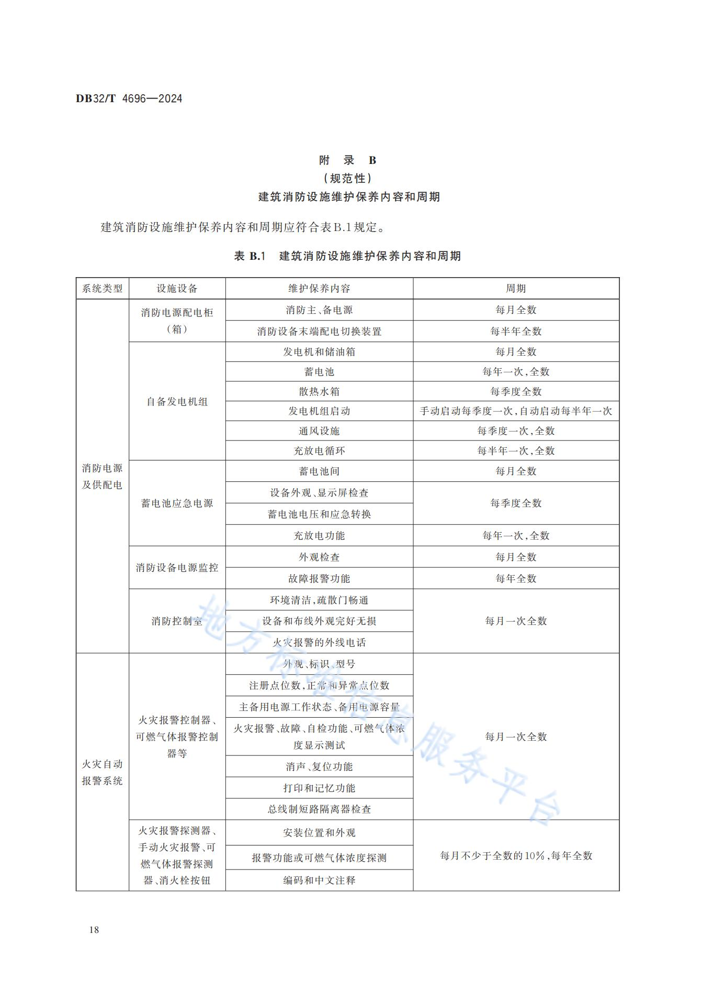 DB32/T 4696—2024
附 录 B
（规范性）
建筑消防设施维护保养内容和周期
建筑消防设施维护保养内容和周期应符合表B.1规定。
表 B.1 建筑消防设施维护保养内容和周期
系统类型 设施设备 维护保养内容 周期
消防电源
及供配电
消防电源配电柜
（箱）
消防主、备电源 每月全数
消防设备末端配电切换装置 每半年全数
自备发电机组
发电机和储油箱 每月全数
蓄电池 每年一次,全数
散热水箱 每季度全数
发电机组启动 手动启动每季度一次,自动启动每半年一次
通风设施 每季度一次,全数
充放电循环 每半年一次,全数
蓄电池应急电源
蓄电池间 每月全数
设备外观、显示屏检查
蓄电池电压和应急转换
每季度全数
充放电功能 每年一次,全数
消防设备电源监控
外观检查 每月全数
故障报警功能 每年全数
消防控制室
环境清洁,疏散门畅通
设备和布线外观完好无损
火灾报警的外线电话
每月一次全数
火灾自动
报警系统
火灾报警控制器、
可燃气体报警控制
器等
外观、标识、型号
注册点位数,正常和异常点位数
主备用电源工作状态、备用电源容量
火灾报警、故障、自检功能、可燃气体浓
度显示测试
消声、复位功能
打印和记忆功能
总线制短路隔离器检查
每月一次全数
火灾报警探测器、
手动火灾报警、可
燃气体报警探测
器、消火栓按钮
安装位置和外观
报警功能或可燃气体浓度探测
编码和中文注释
每月不少于全数的10%,每年全数
地方标准信息服务平台
18